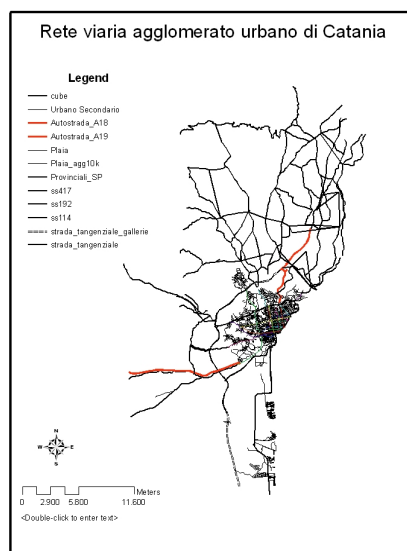 Rete viaria agglomerato urbano di Catania
Legend
cube
Urbano Secondario
Autostrada_A18
Autostrada_A19
Plaia
Plaia_agg10k
Provinciali_SP
ss417
ss192
ss114
strada_tangenziale_gallerie
strada_tangenziale
N
W E
S
Meters
0 2.900 5.800 11.600
<Double-click to enter text>